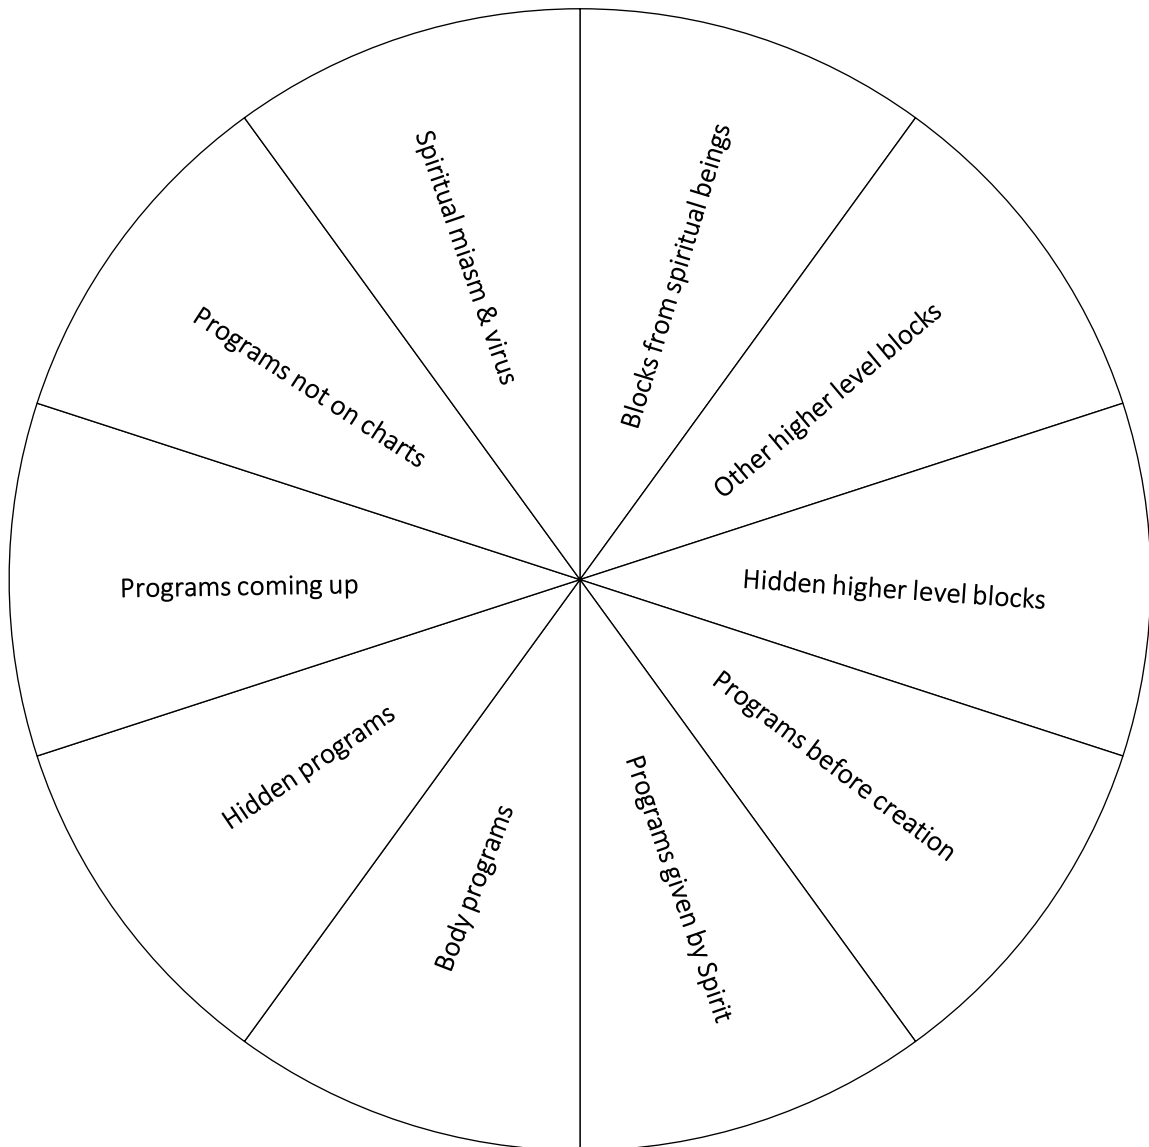 Blocks from spiritual beings
Other higher level blocks
Hidden higher level blocks
Programs before creation
Programs given by Spirit
Body programs
Hidden programs
Programs coming up
Programs not on charts
Spiritual miasm & virus